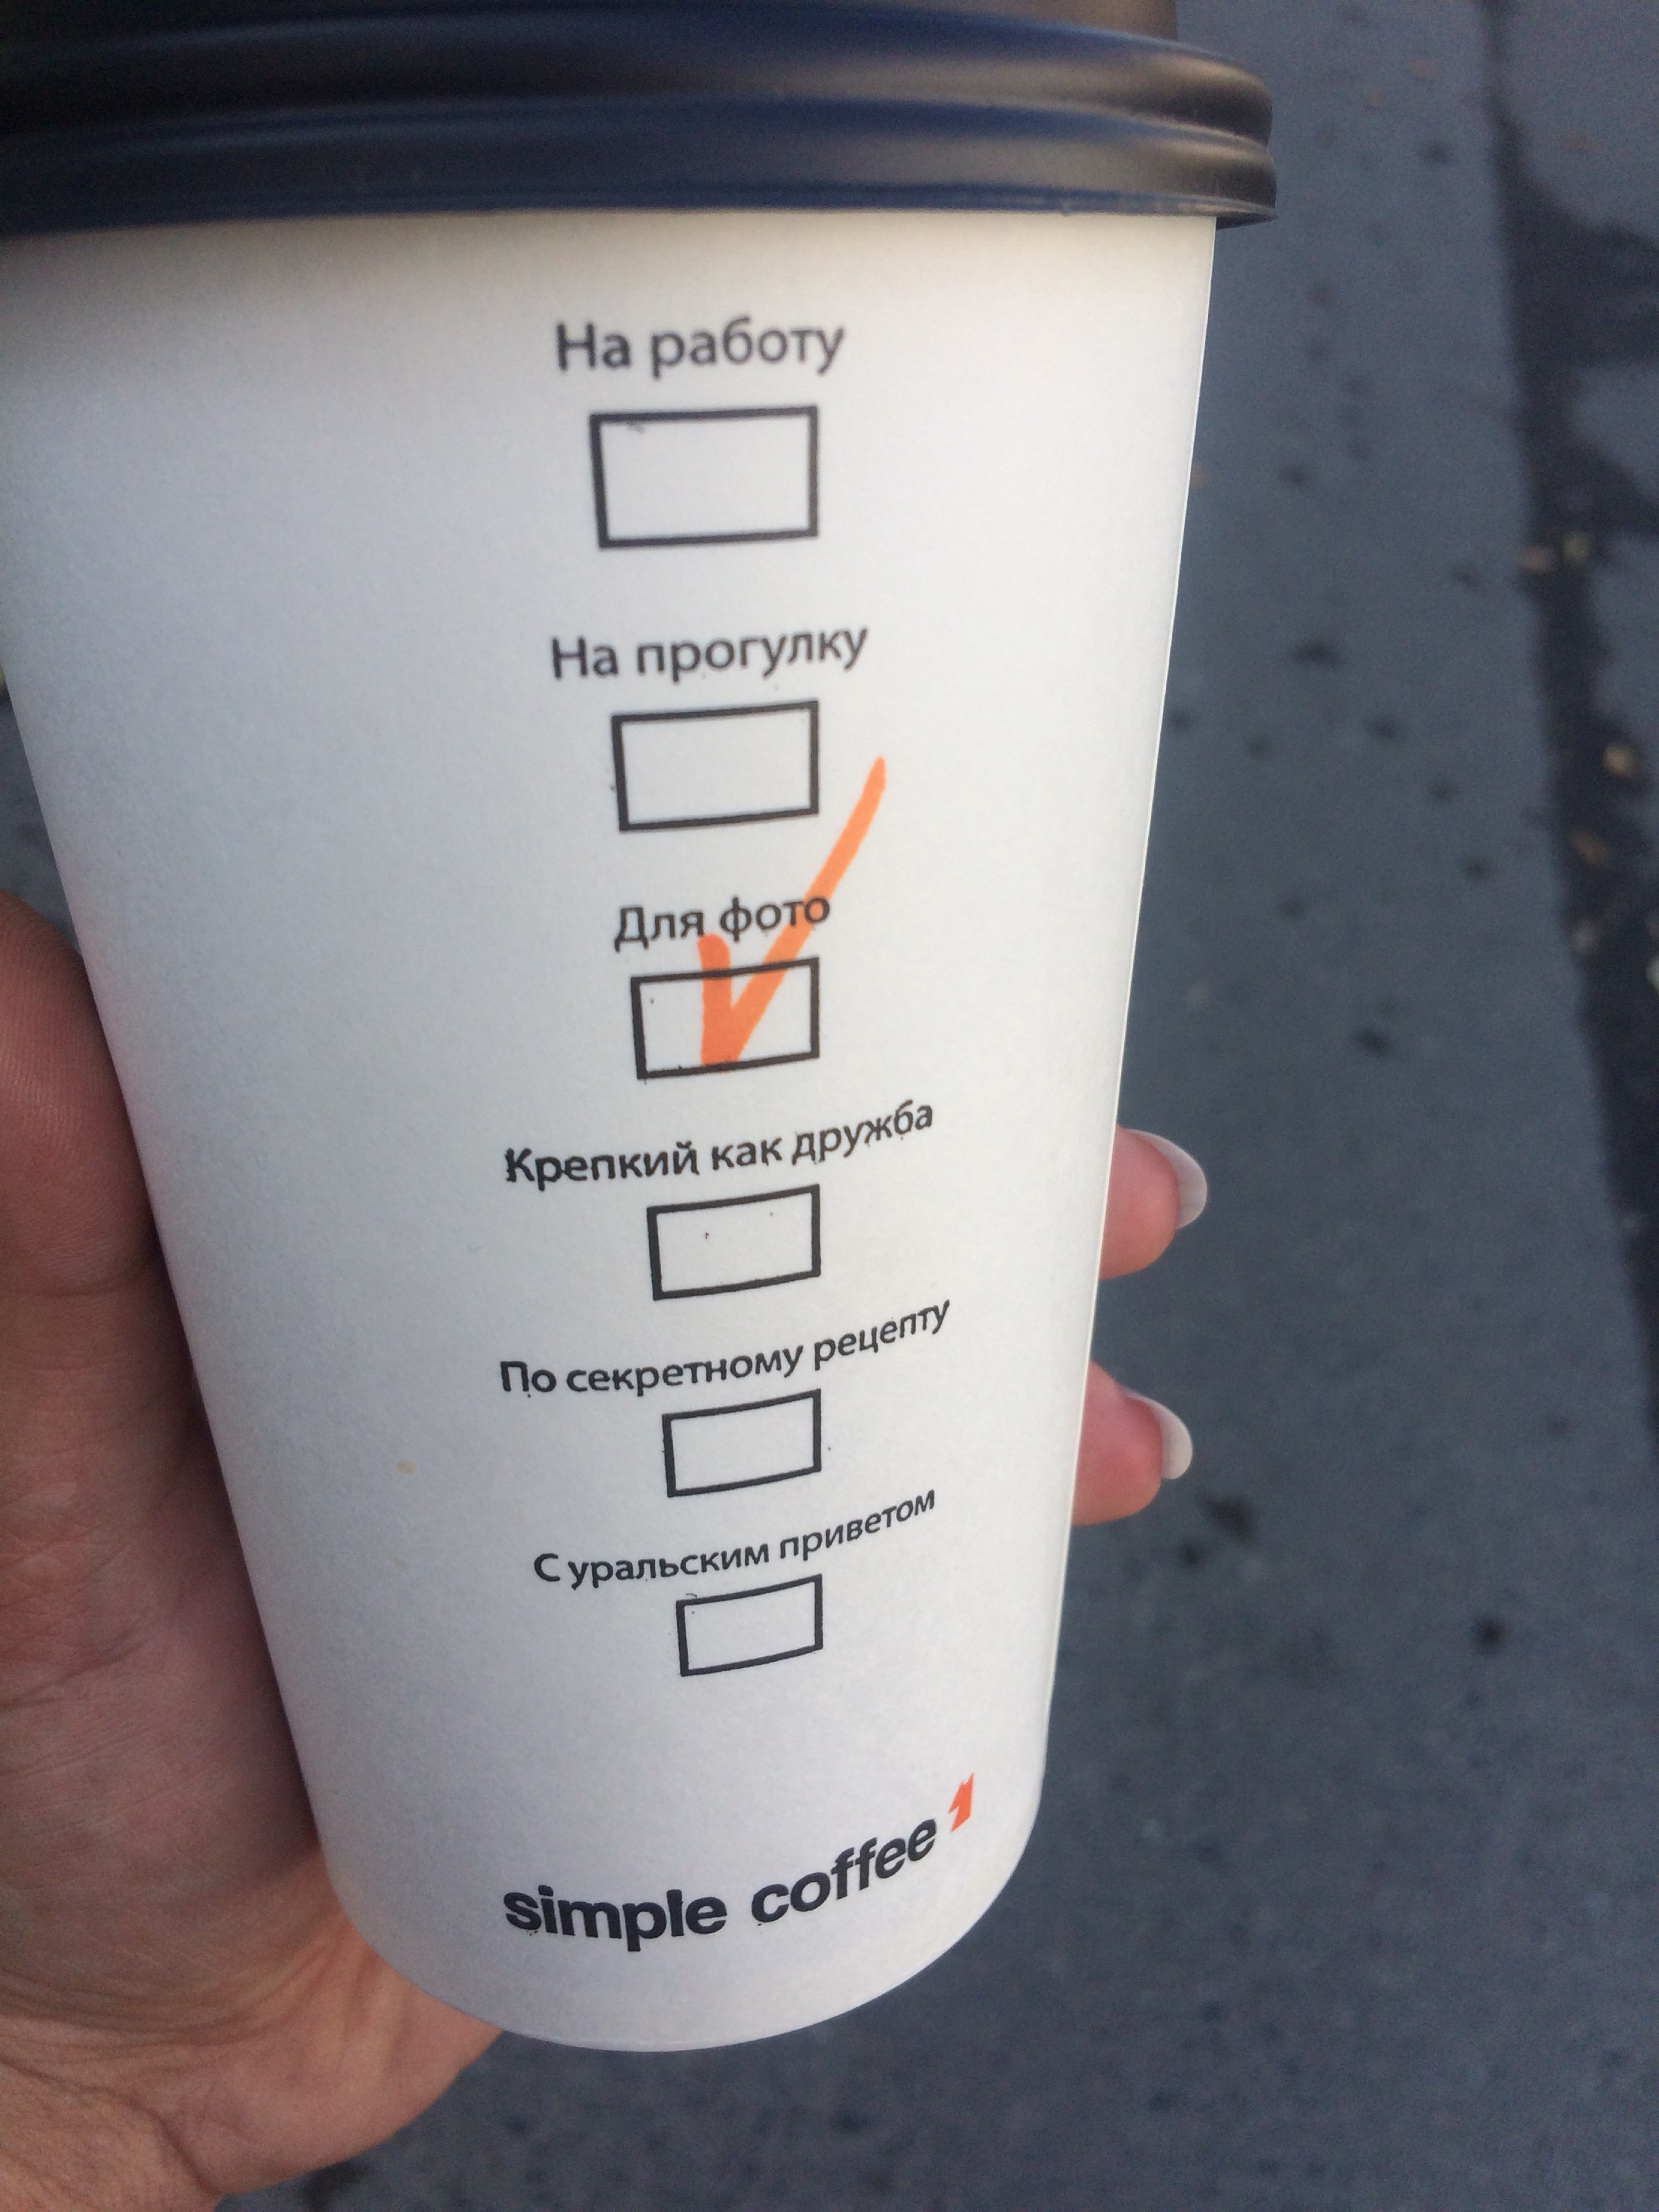 На работу
На прогулку
Для фото
Крепкий как дружба
По секретному рецепту
С уральским приветом
simple coffee